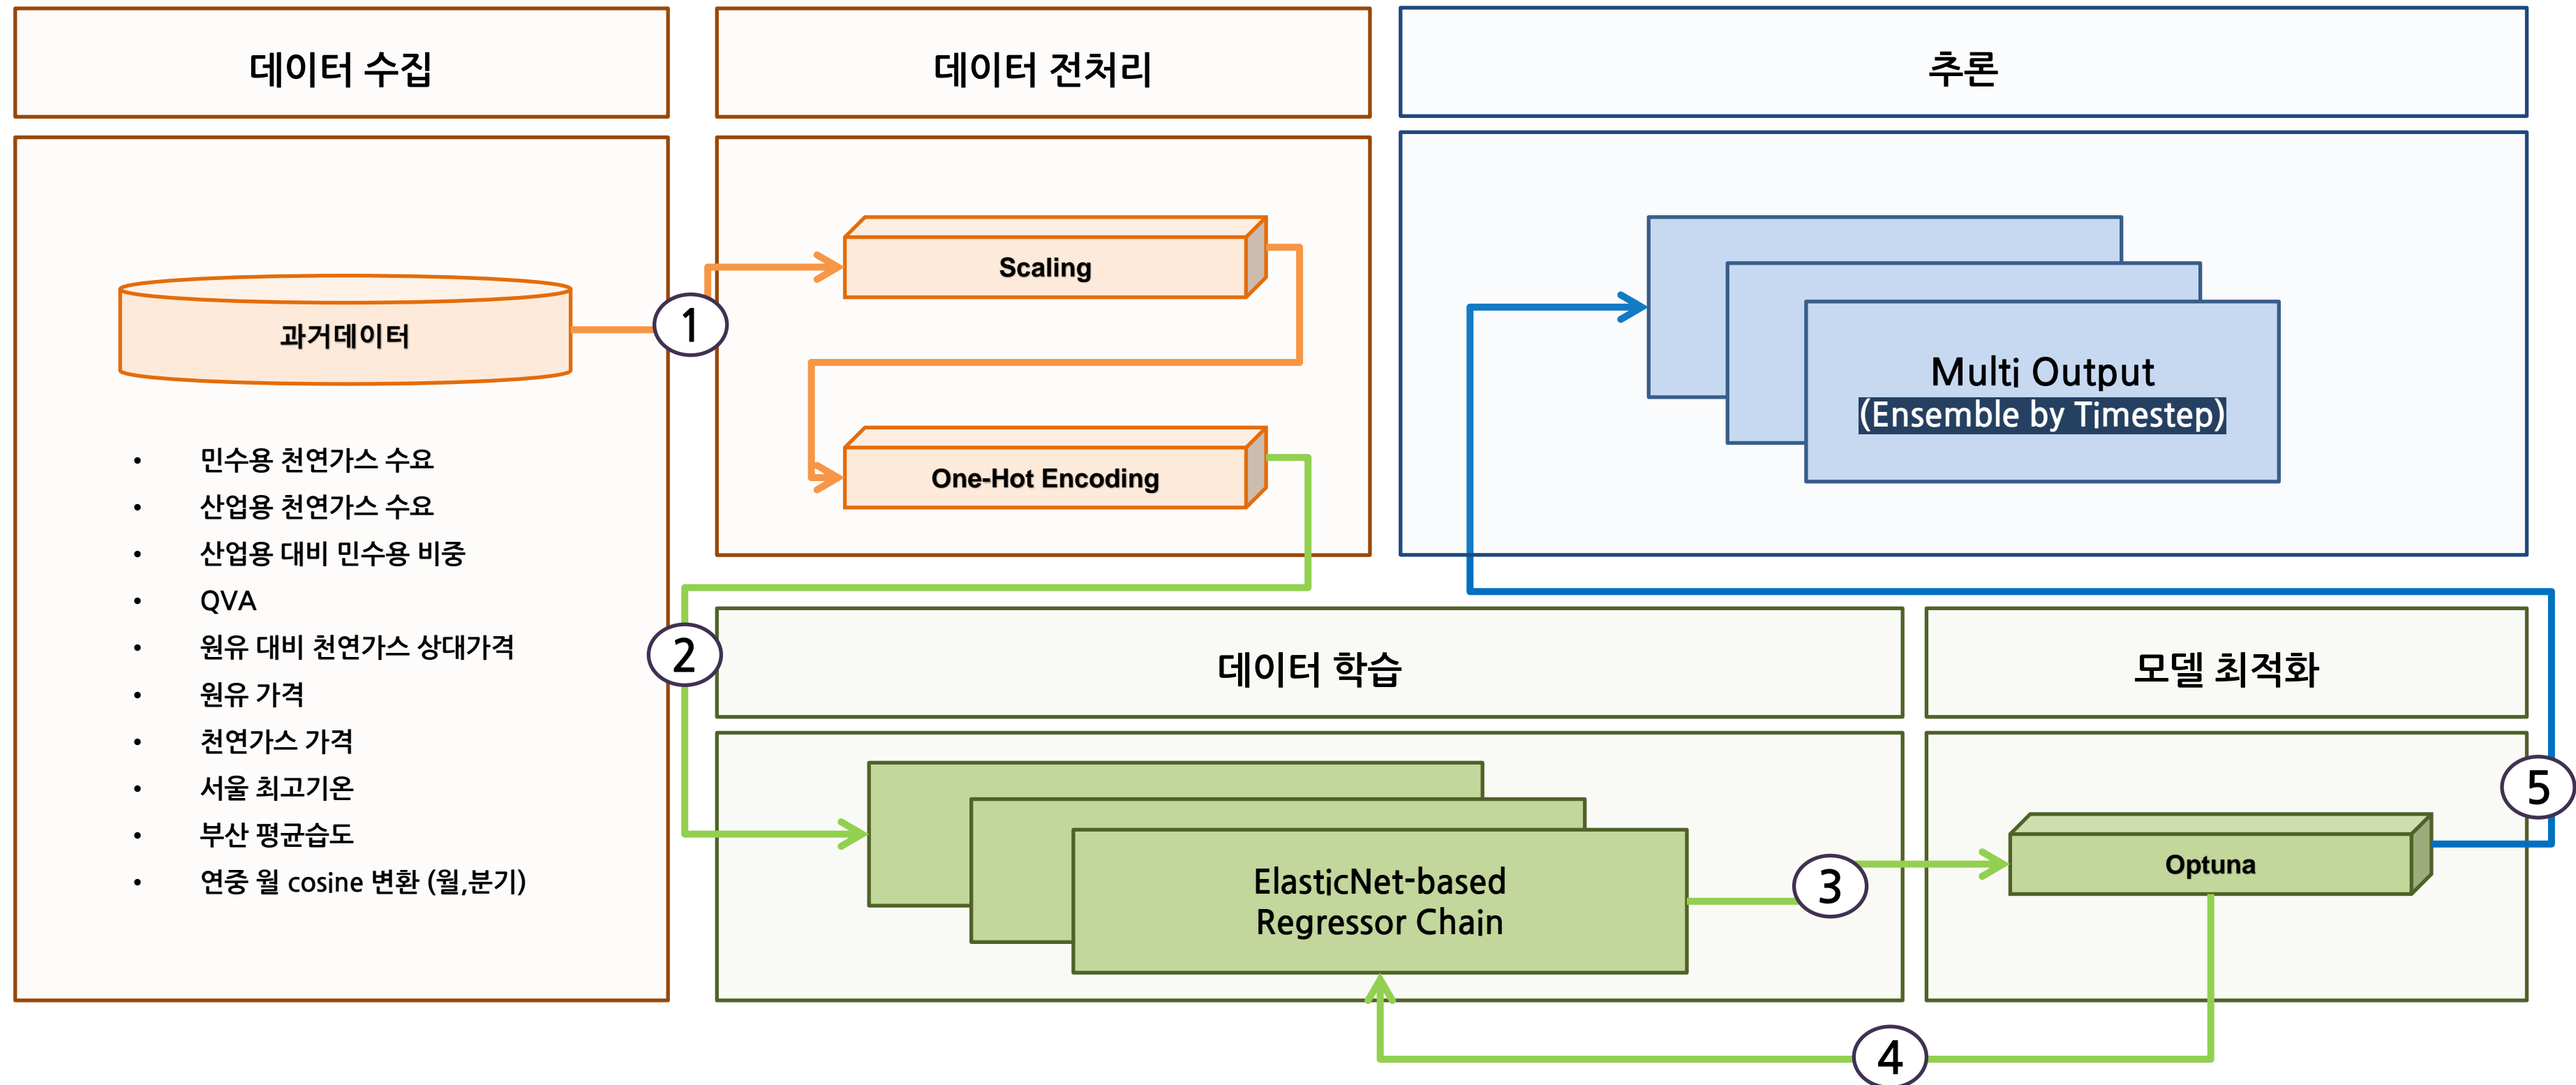 데이터 수집
과거데이터
• 민수용 천연가스 수요
• 산업용 천연가스 수요
• 산업용 대비 민수용 비중
• QVA
• 원유 대비 천연가스 상대가격
• 원유 가격
• 천연가스 가격
• 서울 최고기온
• 부산 평균습도
• 연중 월 cosine 변환 (월,분기)
1
데이터 전처리
Scaling
One-Hot Encoding
2
데이터 학습
ElasticNet-based
Regressor Chain
3
모델 최적화
Optuna
4
5
추론
Multi Output
(Ensemble by Timestep)